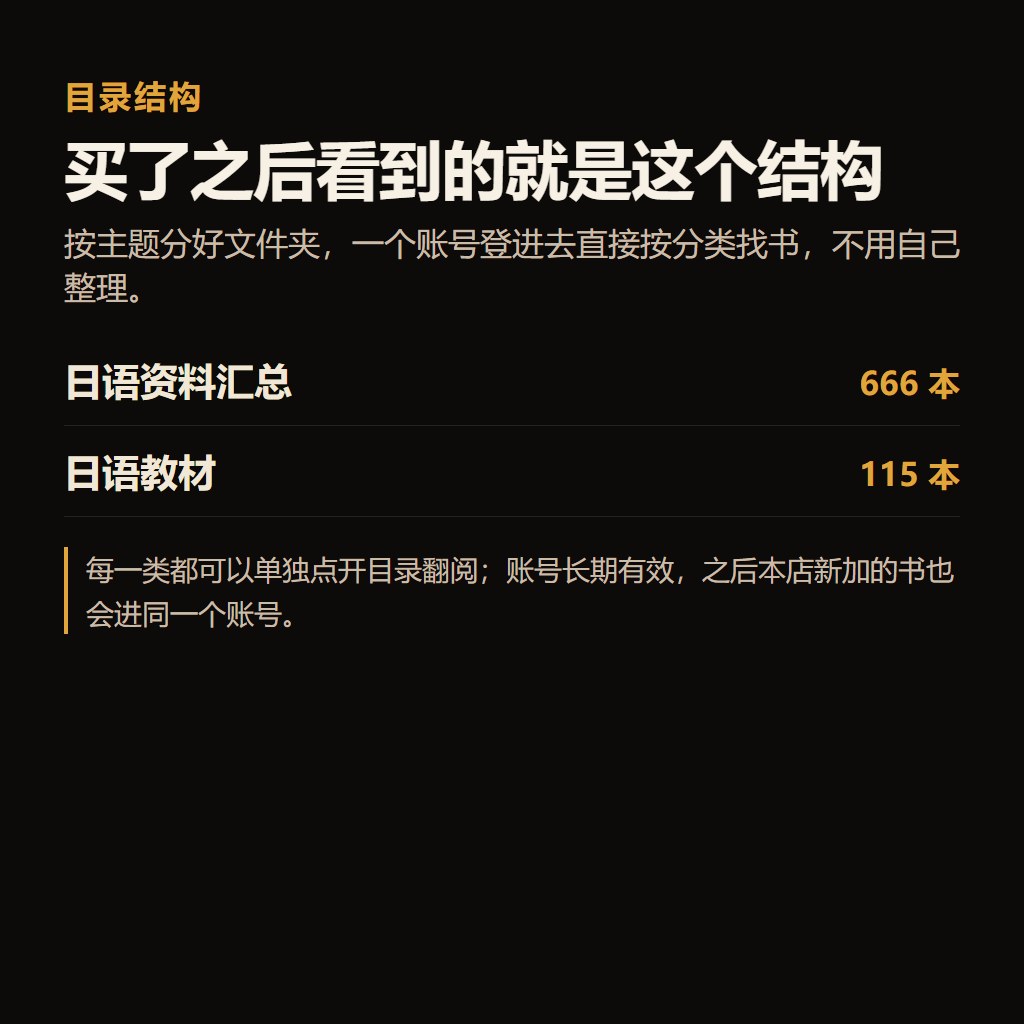 目录结构
买了之后看到的就是这个结构
按主题分好文件夹，一个账号登进去直接按分类找书，不用自己
整理。
日语资料汇总 666 本
日语教材 115 本
每一类都可以单独点开目录翻阅；账号长期有效，之后本店新加的书也
会进同一个账号。